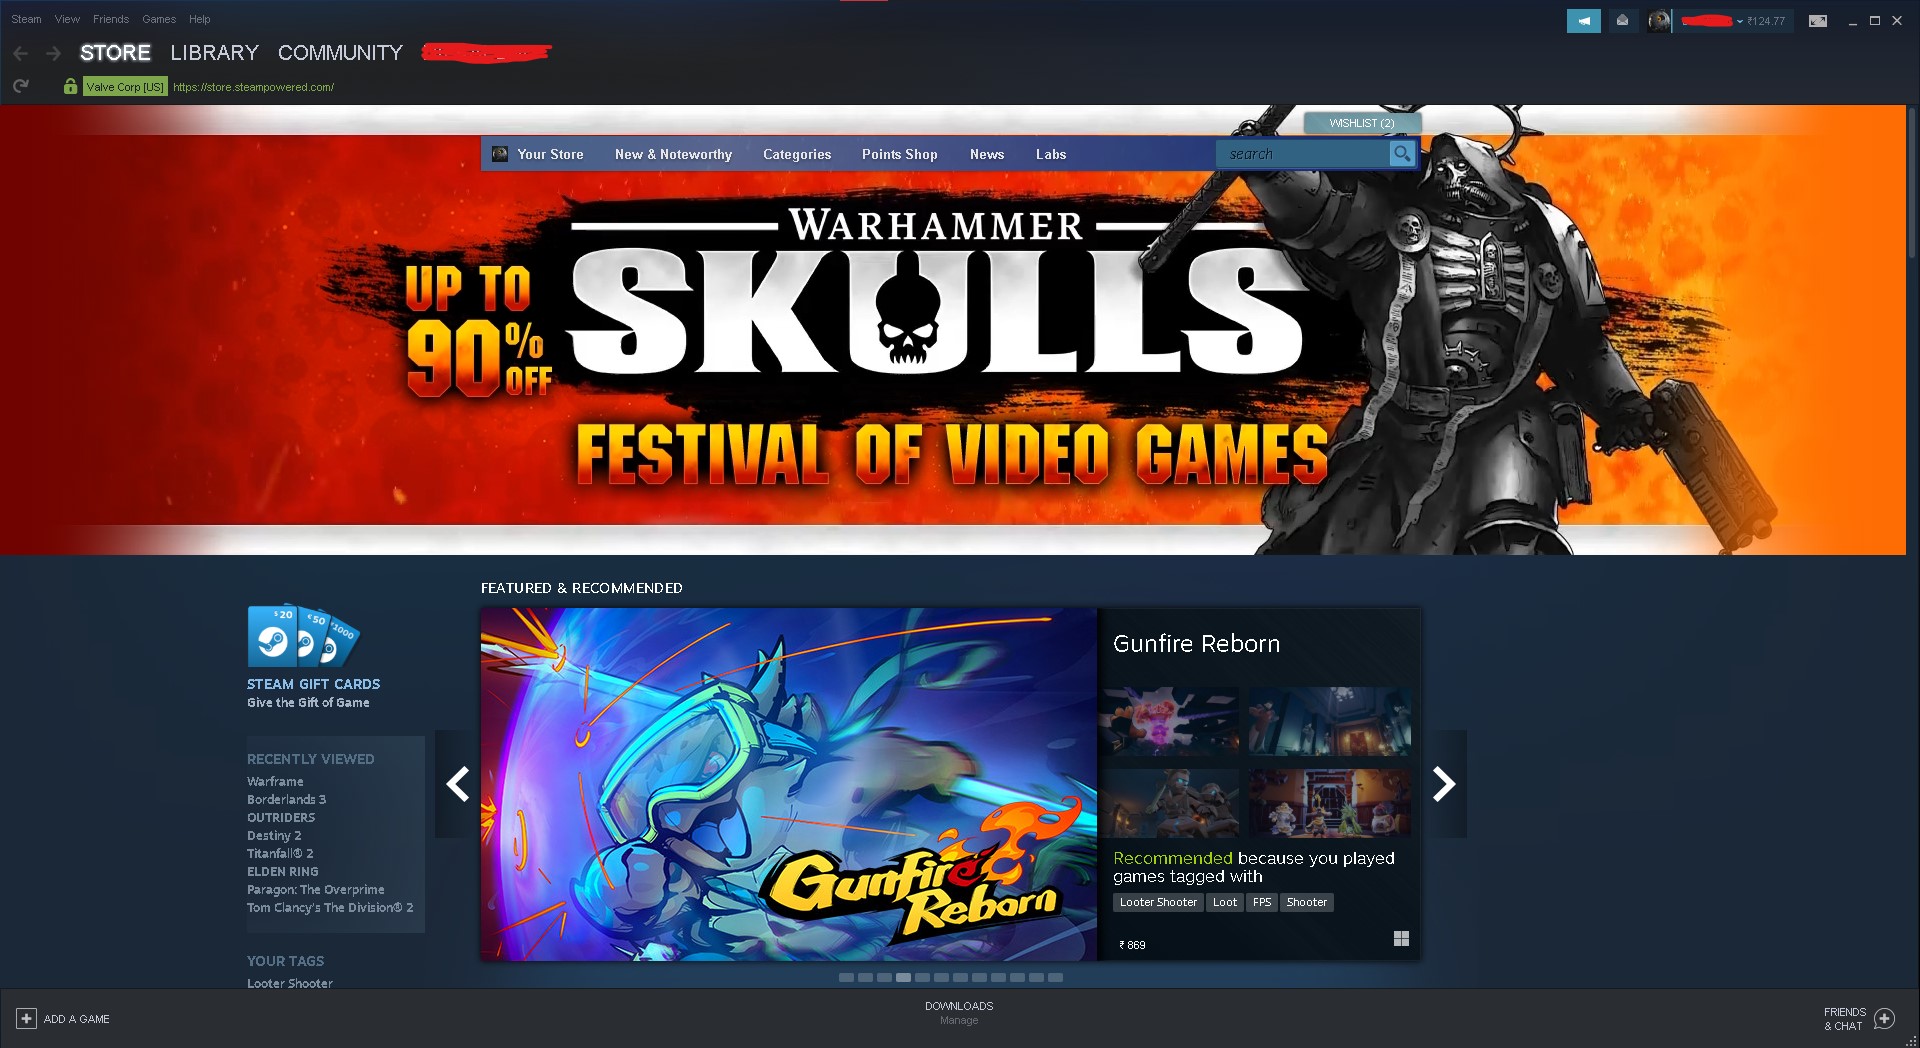 Steam View Friends Games Help
₹124.77
STORE LIBRARY COMMUNITY
Valve Corp [US] https://store.steampowered.com/
WISHLIST (2)
Your Store New & Noteworthy Categories Points Shop News Labs search
WARHAMMER
SKULLS
UP TO
90% OFF
FESTIVAL OF VIDEO GAMES
FEATURED & RECOMMENDED
$20 €50 ¥1000
STEAM GIFT CARDS
Give the Gift of Game
RECENTLY VIEWED
Warframe
Borderlands 3
OUTRIDERS
Destiny 2
Titanfall® 2
ELDEN RING
Paragon: The Overprime
Tom Clancy's The Division® 2
YOUR TAGS
Looter Shooter
Gunfire
Reborn
Gunfire Reborn
Recommended because you played
games tagged with
Looter Shooter Loot FPS Shooter
₹ 869
ADD A GAME
DOWNLOADS
Manage
FRIENDS
& CHAT